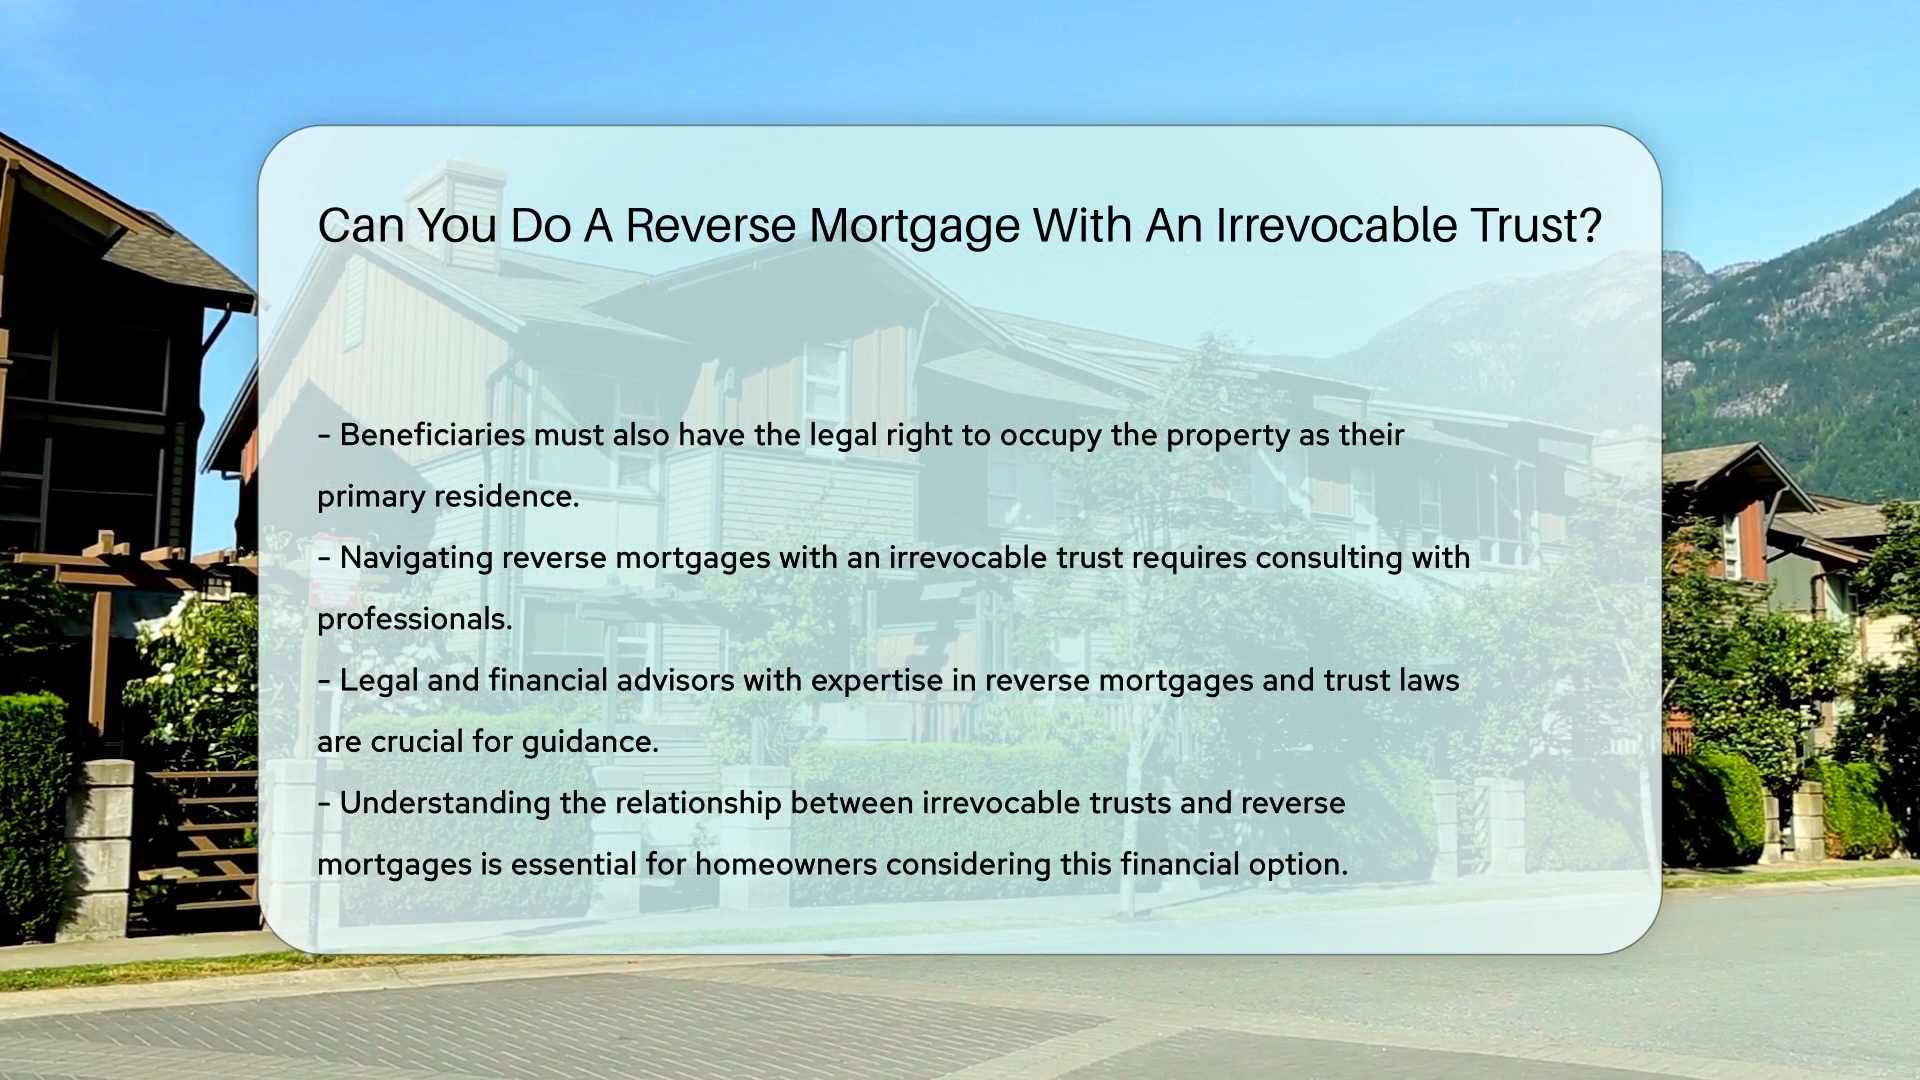 Can You Do A Reverse Mortgage With An Irrevocable Trust?
- Beneficiaries must also have the legal right to occupy the property as their
primary residence.
- Navigating reverse mortgages with an irrevocable trust requires consulting with
professionals.
- Legal and financial advisors with expertise in reverse mortgages and trust laws
are crucial for guidance.
- Understanding the relationship between irrevocable trusts and reverse
mortgages is essential for homeowners considering this financial option.